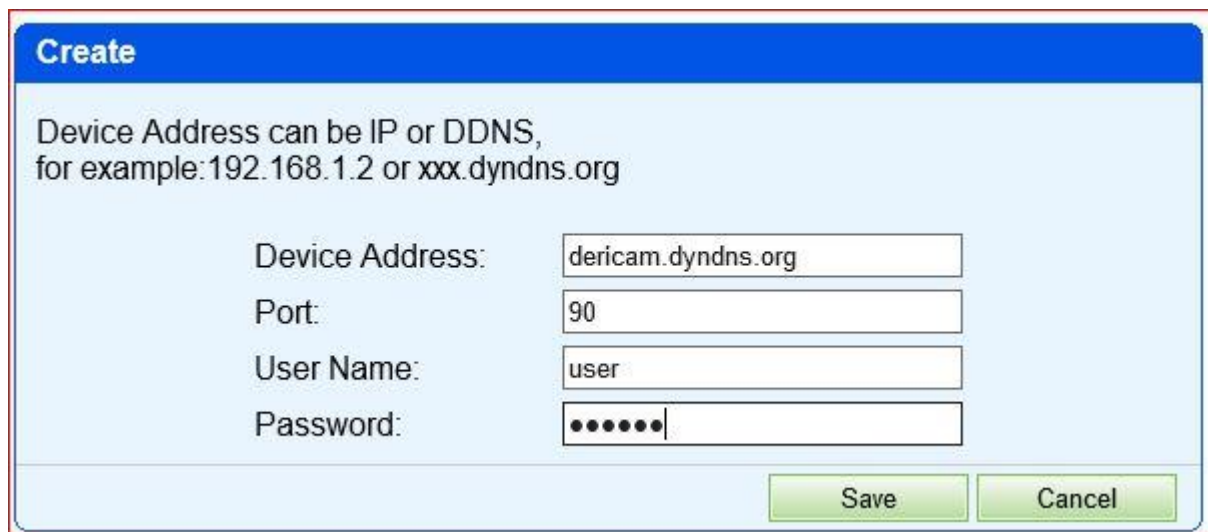 Create
Device Address can be IP or DDNS,
for example:192.168.1.2 or xxx.dyndns.org
Device Address: dericam.dyndns.org
Port: 90
User Name: user
Password: ●●●●●●
Save Cancel